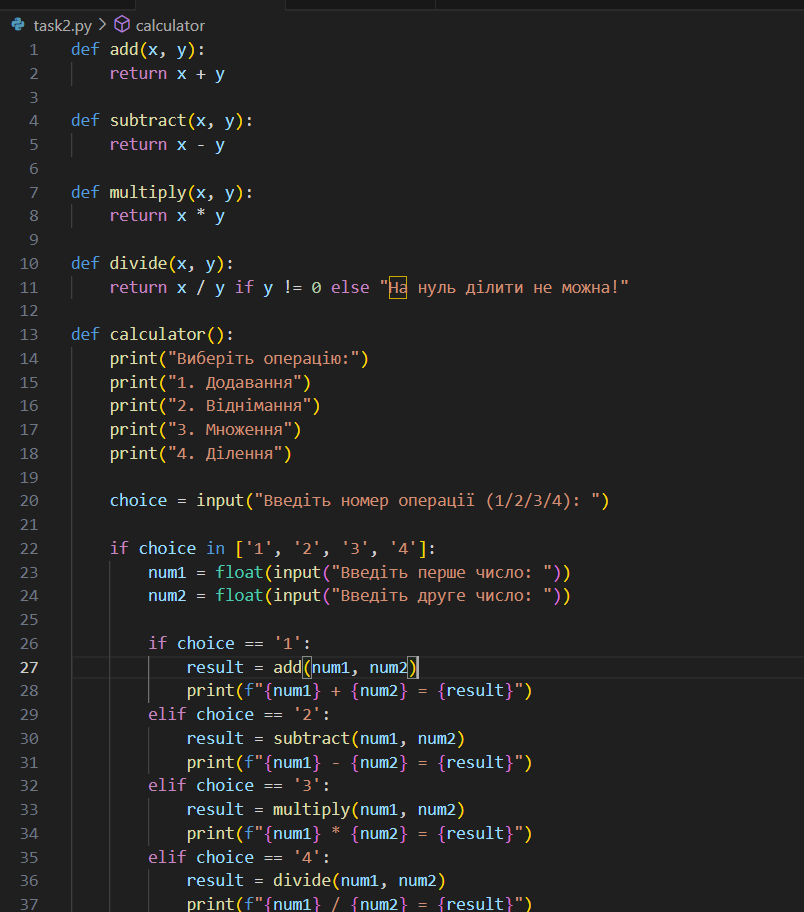 task2.py > calculator
1 def add(x, y):
2     return x + y
3
4 def subtract(x, y):
5     return x - y
6
7 def multiply(x, y):
8     return x * y
9
10 def divide(x, y):
11     return x / y if y != 0 else "На нуль ділити не можна!"
12
13 def calculator():
14     print("Виберіть операцію:")
15     print("1. Додавання")
16     print("2. Віднімання")
17     print("3. Множення")
18     print("4. Ділення")
19
20     choice = input("Введіть номер операції (1/2/3/4): ")
21
22     if choice in ['1', '2', '3', '4']:
23         num1 = float(input("Введіть перше число: "))
24         num2 = float(input("Введіть друге число: "))
25
26         if choice == '1':
27             result = add(num1, num2)
28             print(f"{num1} + {num2} = {result}")
29         elif choice == '2':
30             result = subtract(num1, num2)
31             print(f"{num1} - {num2} = {result}")
32         elif choice == '3':
33             result = multiply(num1, num2)
34             print(f"{num1} * {num2} = {result}")
35         elif choice == '4':
36             result = divide(num1, num2)
37             print(f"{num1} / {num2} = {result}")